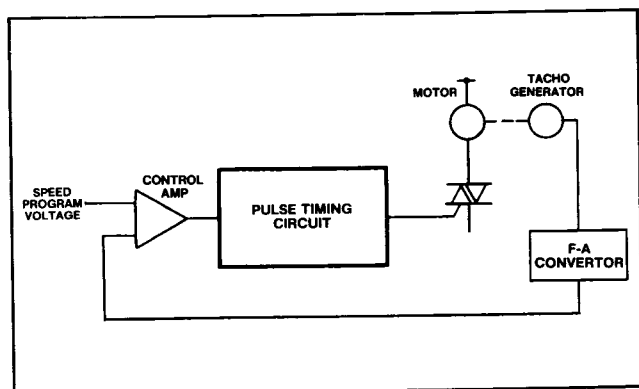 MOTOR
TACHO
GENERATOR
SPEED
PROGRAM
VOLTAGE
CONTROL
AMP
PULSE TIMING
CIRCUIT
F-A
CONVERTOR